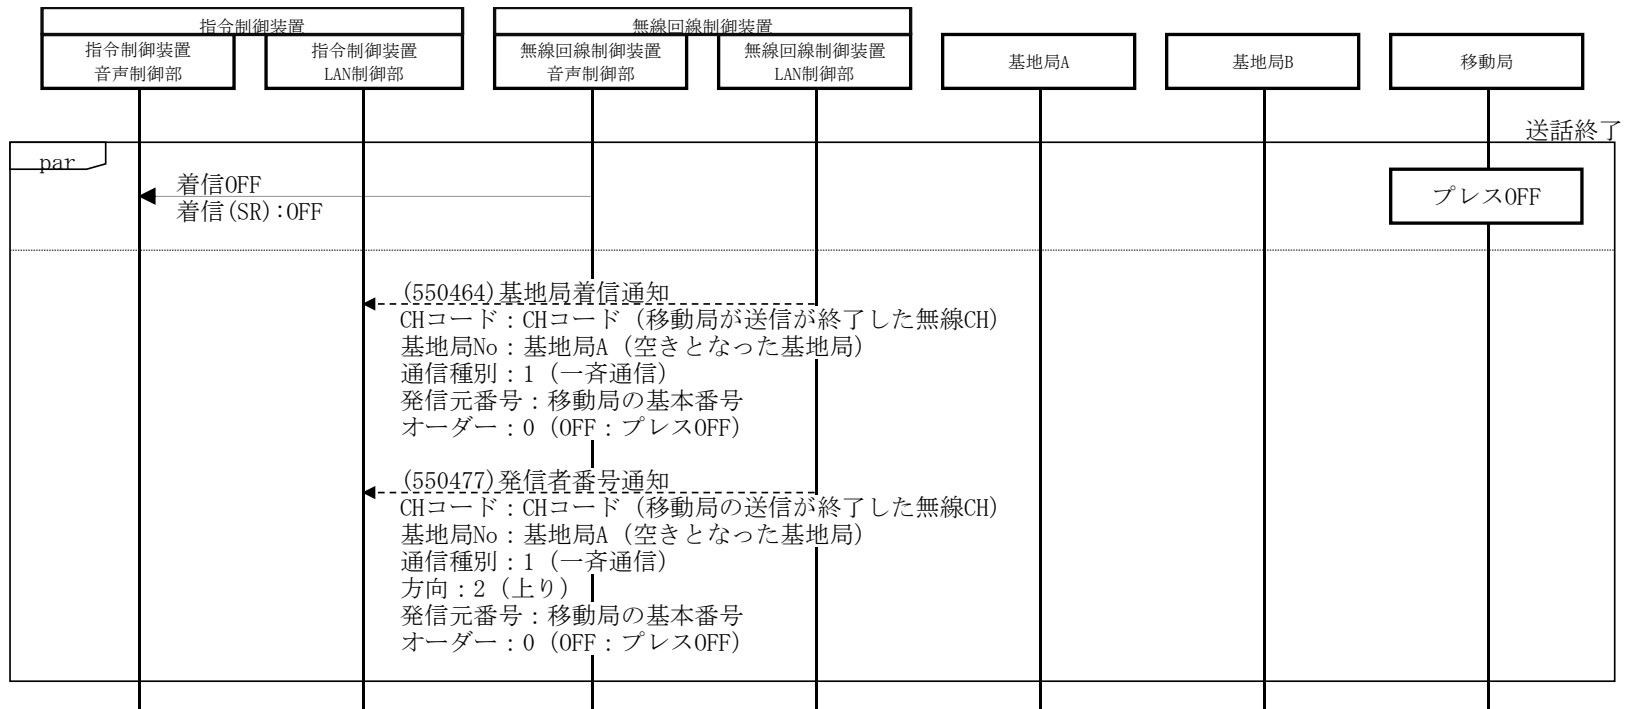 指令制御装置
無線回線制御装置
指令制御装置
音声制御部
指令制御装置
LAN制御部
無線回線制御装置
音声制御部
無線回線制御装置
LAN制御部
基地局A
基地局B
移動局
送話終了
par
着信OFF
着信(SR):OFF
プレスOFF
(550464)基地局着信通知
CHコード：CHコード（移動局が送信が終了した無線CH）
基地局No：基地局A（空きとなった基地局）
通信種別：1（一斉通信）
発信元番号：移動局の基本番号
オーダー：0（OFF：プレスOFF）
(550477)発信者番号通知
CHコード：CHコード（移動局の送信が終了した無線CH）
基地局No：基地局A（空きとなった基地局）
通信種別：1（一斉通信）
方向：2（上り）
発信元番号：移動局の基本番号
オーダー：0（OFF：プレスOFF）